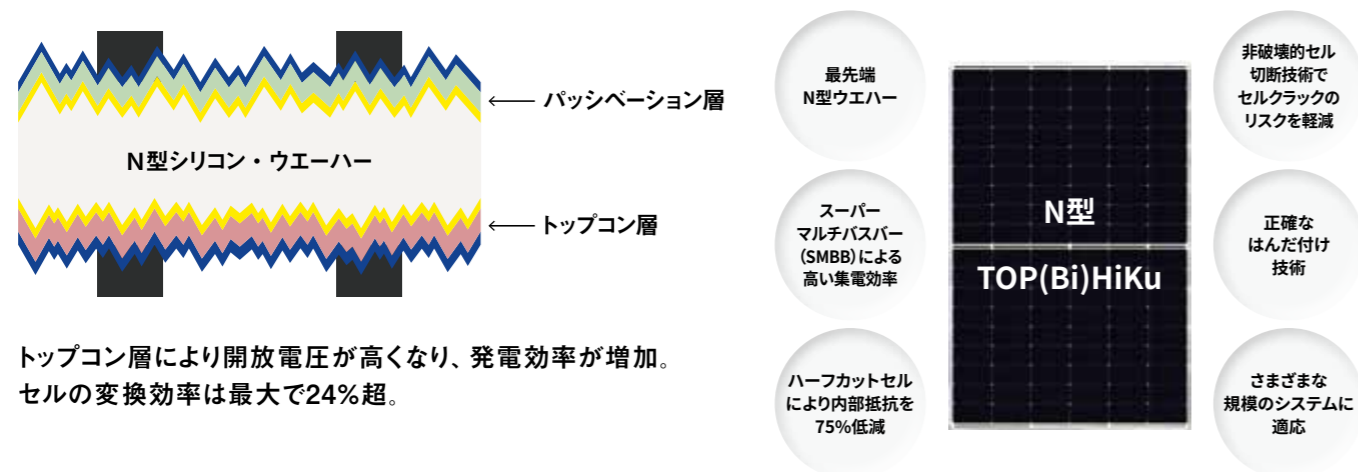 パッシベーション層
N型シリコン・ウエーハー
トップコン層
トップコン層により開放電圧が高くなり、発電効率が増加。
セルの変換効率は最大で24%超。
最先端
N型ウエハー
スーパー
マルチバスバー
（SMBB）による
高い集電効率
ハーフカットセル
により内部抵抗を
75%低減
N型
TOP(Bi)HiKu
非破壊的セル
切断技術で
セルクラックの
リスクを軽減
正確な
はんだ付け
技術
さまざまな
規模のシステムに
適応